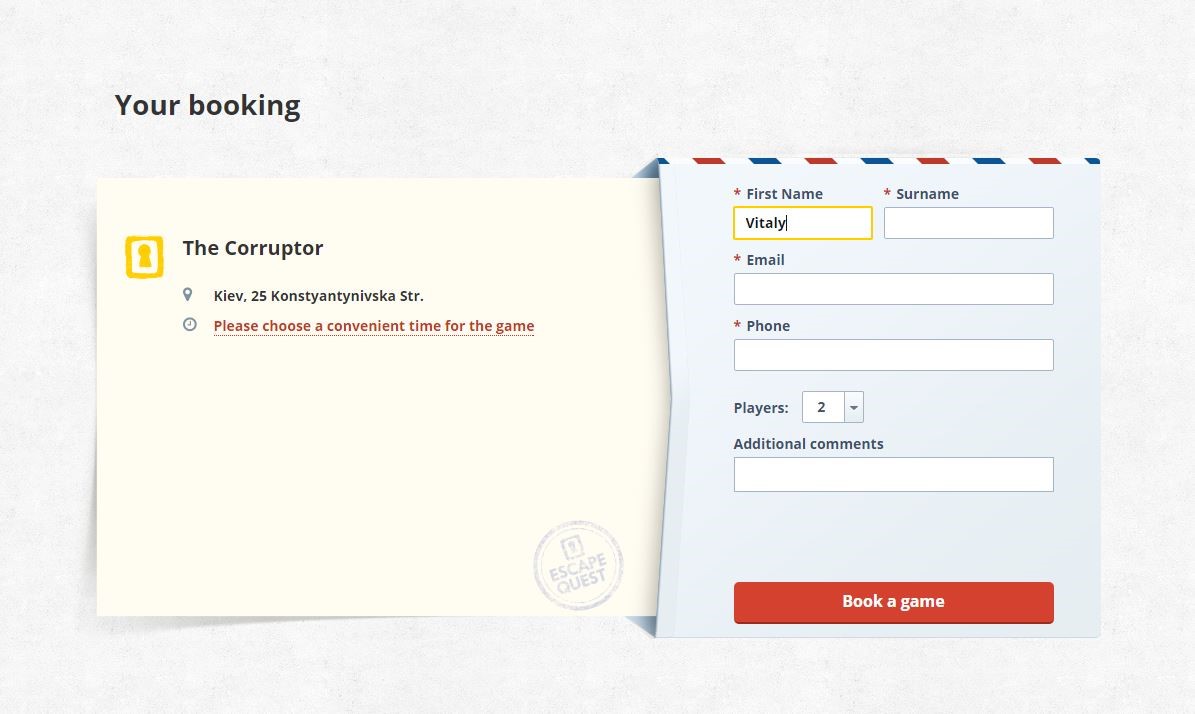 Your booking
The Corruptor
Kiev, 25 Konstyantynivska Str.
Please choose a convenient time for the game
ESCAPE
QUEST
* First Name
* Surname
Vitaly
* Email
* Phone
Players: 2
Additional comments
Book a game